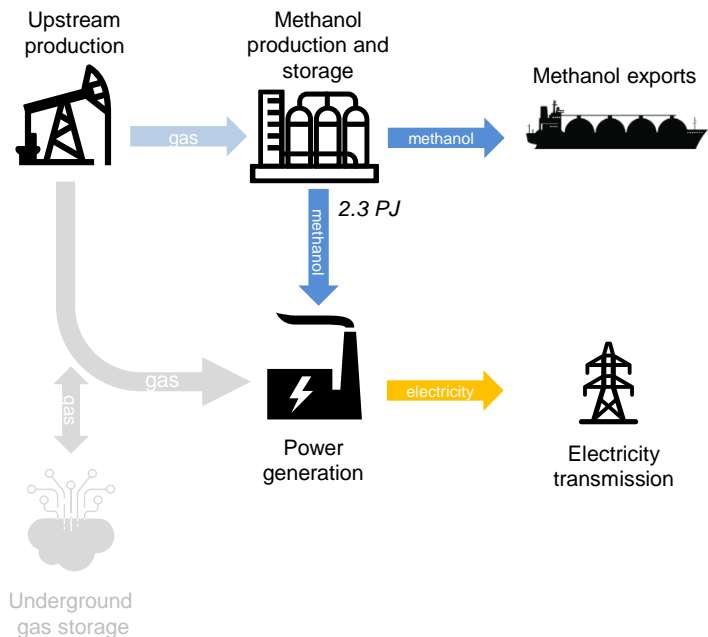 Upstream
production
Methanol
production and
storage
Methanol exports
gas
methanol
2.3 PJ
methanol
gas
electricity
gas
Power
generation
Electricity
transmission
Underground
gas storage